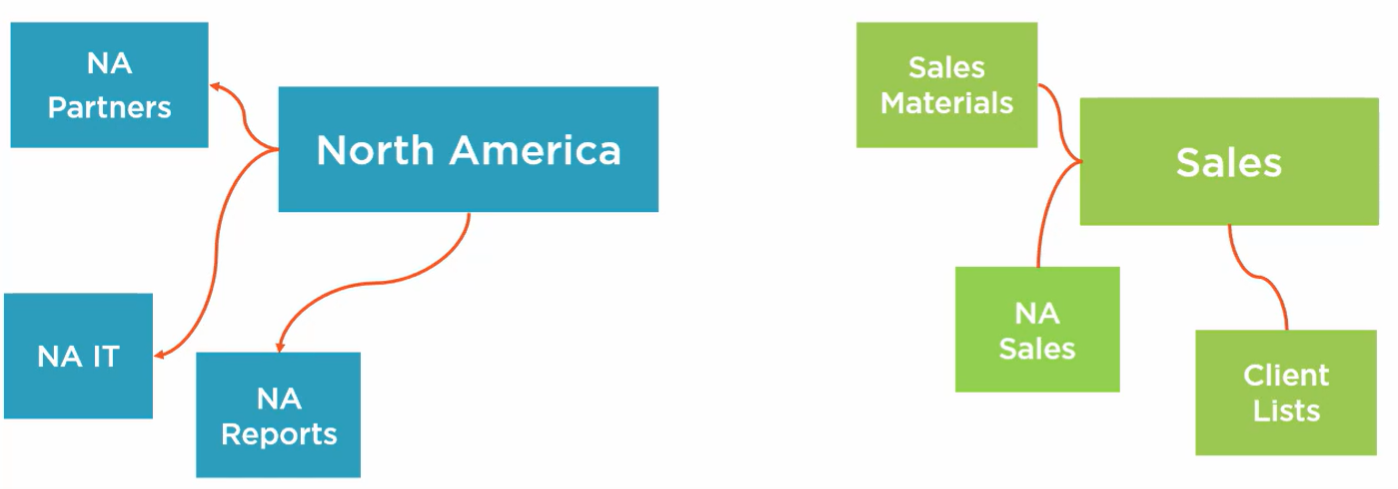 NA
Partners
North America
NA IT
NA
Reports
Sales
Materials
Sales
NA
Sales
Client
Lists